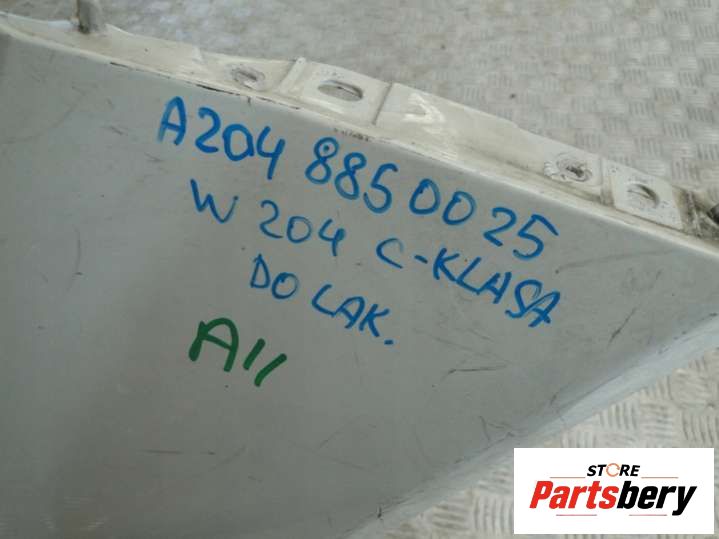 A204 885 00 25
W 204 C-KLASA
DO LAK.
A11
STORE
Partsbery